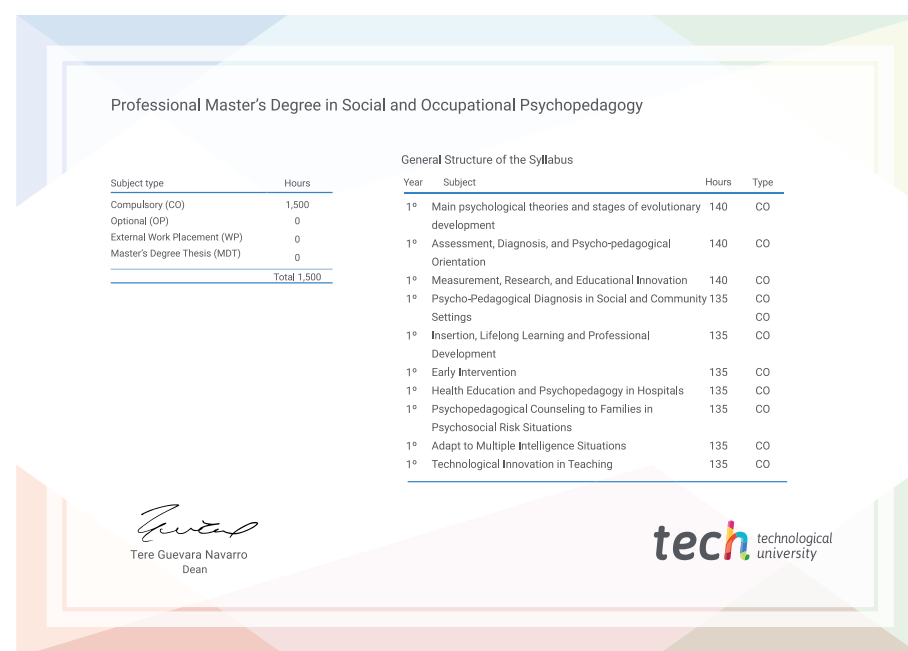 Professional Master's Degree in Social and Occupational Psychopedagogy
Subject type Hours
Compulsory (CO) 1,500
Optional (OP) 0
External Work Placement (WP) 0
Master's Degree Thesis (MDT) 0
Total 1,500
General Structure of the Syllabus
Year Subject Hours Type
1º Main psychological theories and stages of evolutionary 140 CO
development
1º Assessment, Diagnosis, and Psycho-pedagogical 140 CO
Orientation
1º Measurement, Research, and Educational Innovation 140 CO
1º Psycho-Pedagogical Diagnosis in Social and Community 135 CO
Settings CO
1º Insertion, Lifelong Learning and Professional 135 CO
Development
1º Early Intervention 135 CO
1º Health Education and Psychopedagogy in Hospitals 135 CO
1º Psychopedagogical Counseling to Families in 135 CO
Psychosocial Risk Situations
1º Adapt to Multiple Intelligence Situations 135 CO
1º Technological Innovation in Teaching 135 CO
Tere Guevara Navarro
Dean
tech technological
university